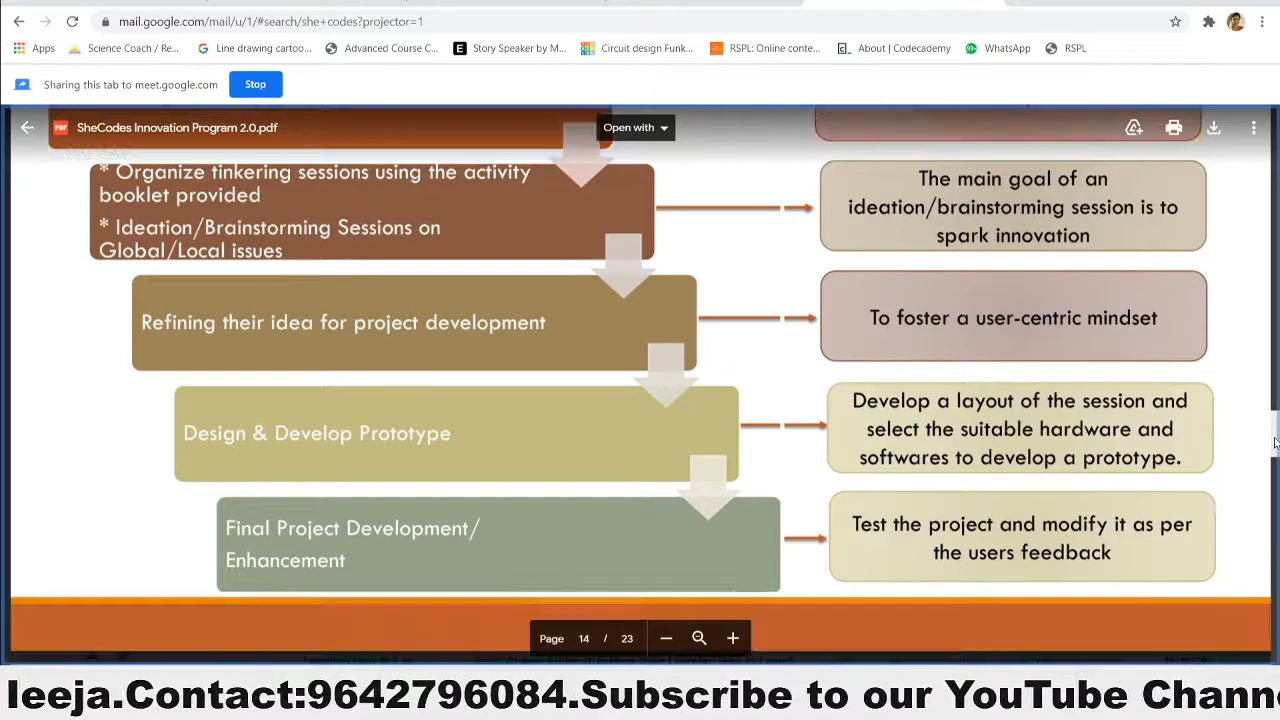 mail.google.com/mail/u/1/#search/she+codes?projector=1
Apps Science Coach / Re... Line drawing cartoo... Advanced Course C... Story Speaker by M... Circuit design Funk... RSPL: Online conte... About | Codecademy WhatsApp RSPL
Sharing this tab to meet.google.com Stop
PDF SheCodes Innovation Program 2.0.pdf Open with
* Organize tinkering sessions using the activity
booklet provided
* Ideation/Brainstorming Sessions on
Global/Local issues
The main goal of an
ideation/brainstorming session is to
spark innovation
Refining their idea for project development
To foster a user-centric mindset
Design & Develop Prototype
Develop a layout of the session and
select the suitable hardware and
softwares to develop a prototype.
Final Project Development/
Enhancement
Test the project and modify it as per
the users feedback
Page 14 / 23
leeja.Contact:9642796084.Subscribe to our YouTube Chann